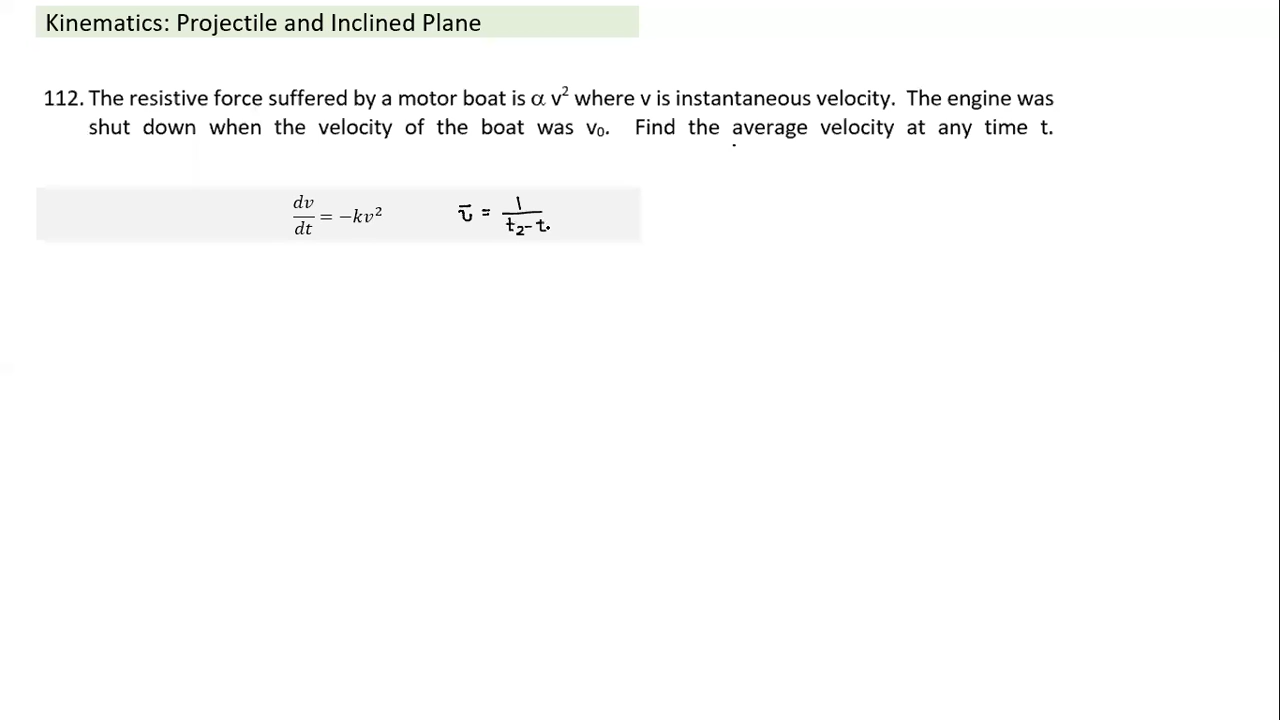 Kinematics: Projectile and Inclined Plane
112. The resistive force suffered by a motor boat is α v² where v is instantaneous velocity. The engine was
shut down when the velocity of the boat was v₀. Find the average velocity at any time t.
dv/dt = −kv² v̄ = 1/(t₂−t.